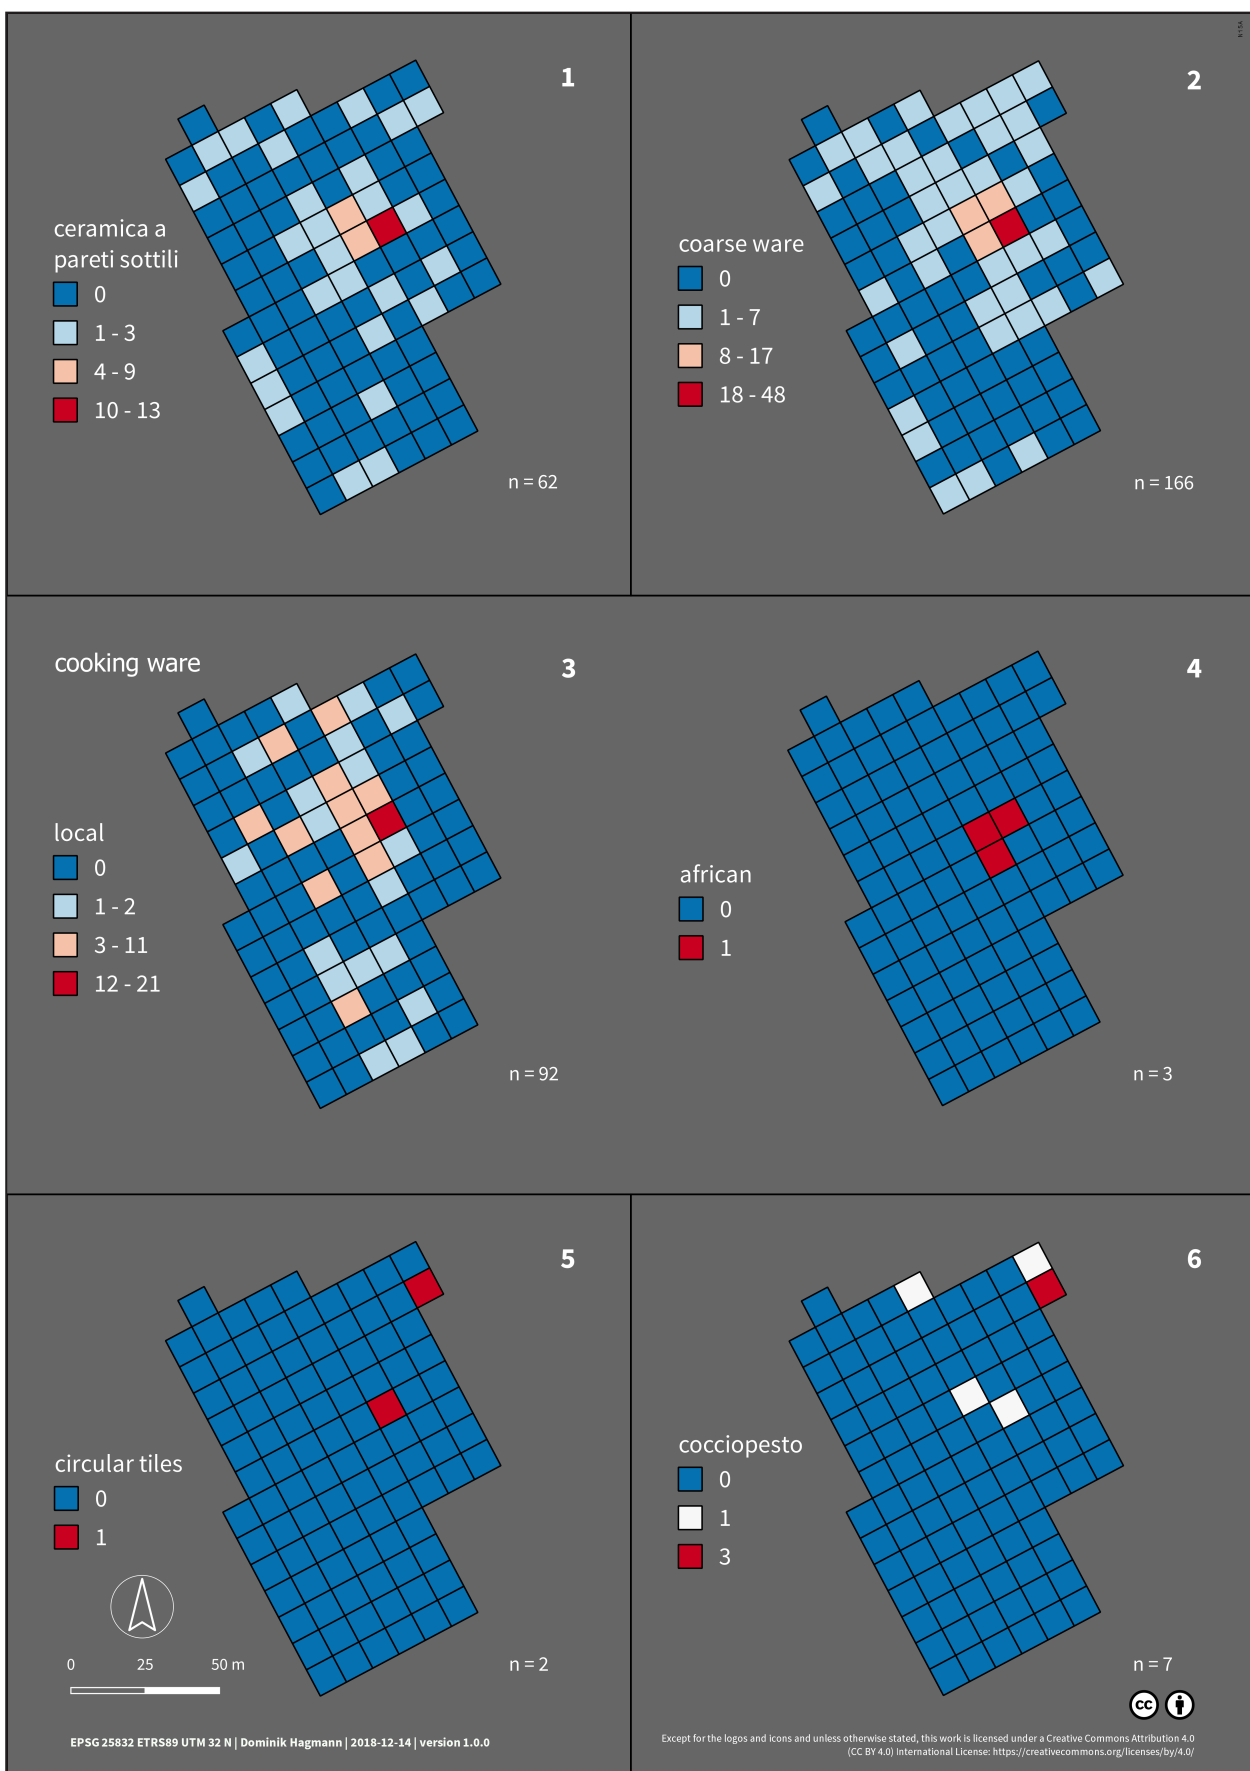 1
ceramica a
pareti sottili
0
1 - 3
4 - 9
10 - 13
n = 62
2
coarse ware
0
1 - 7
8 - 17
18 - 48
n = 166
cooking ware
3
local
0
1 - 2
3 - 11
12 - 21
n = 92
4
african
0
1
n = 3
5
circular tiles
0
1
0 25 50 m
n = 2
EPSG 25832 ETRS89 UTM 32 N | Dominik Hagmann | 2018-12-14 | version 1.0.0
6
cocciopesto
0
1
3
n = 7
cc
Except for the logos and icons and unless otherwise stated, this work is licensed under a Creative Commons Attribution 4.0
(CC BY 4.0) International License: https://creativecommons.org/licenses/by/4.0/